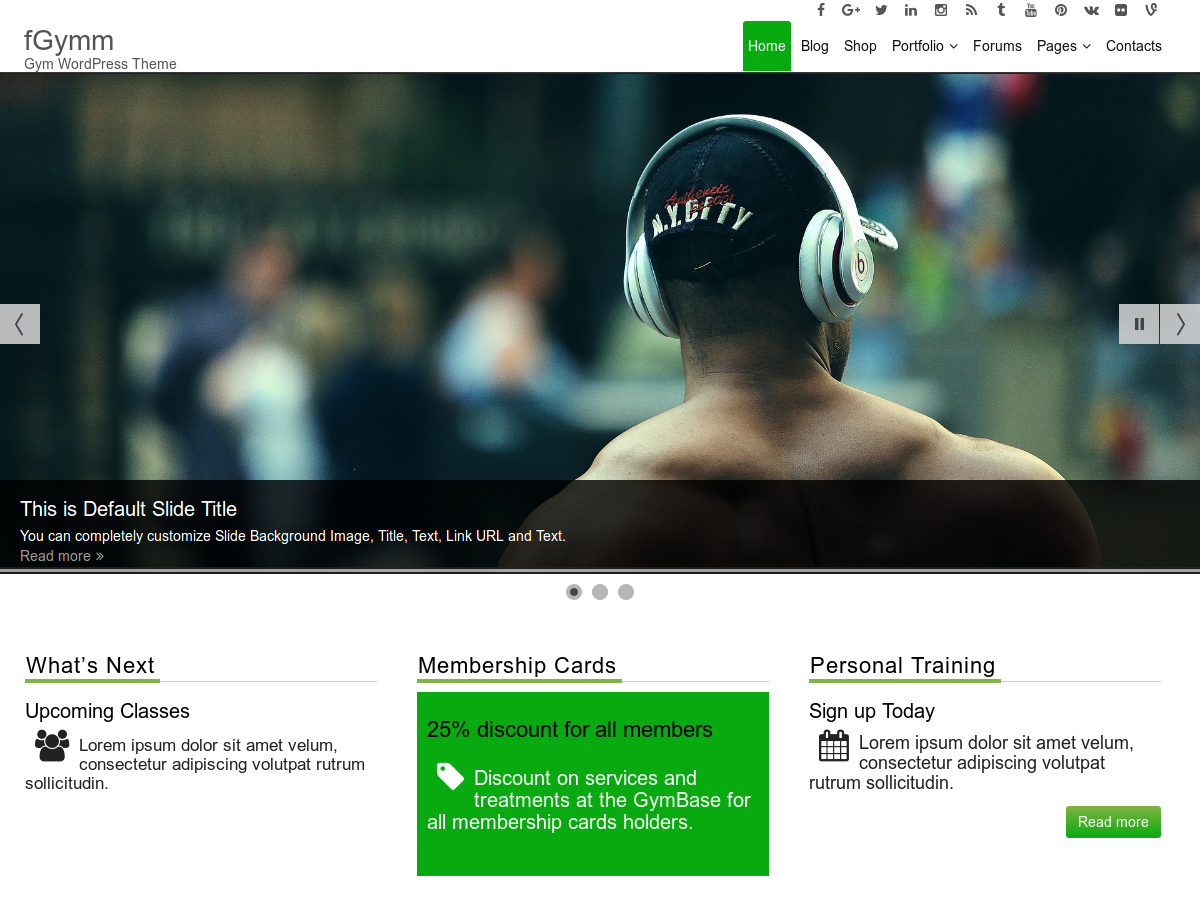 fGymm
Gym WordPress Theme
Home Blog Shop Portfolio Forums Pages Contacts
Authentic
N.Y.CITY
This is Default Slide Title
You can completely customize Slide Background Image, Title, Text, Link URL and Text.
Read more »
What’s Next
Upcoming Classes
Lorem ipsum dolor sit amet velum,
consectetur adipiscing volutpat rutrum
sollicitudin.
Membership Cards
25% discount for all members
Discount on services and
treatments at the GymBase for
all membership cards holders.
Personal Training
Sign up Today
Lorem ipsum dolor sit amet velum,
consectetur adipiscing volutpat
rutrum sollicitudin.
Read more